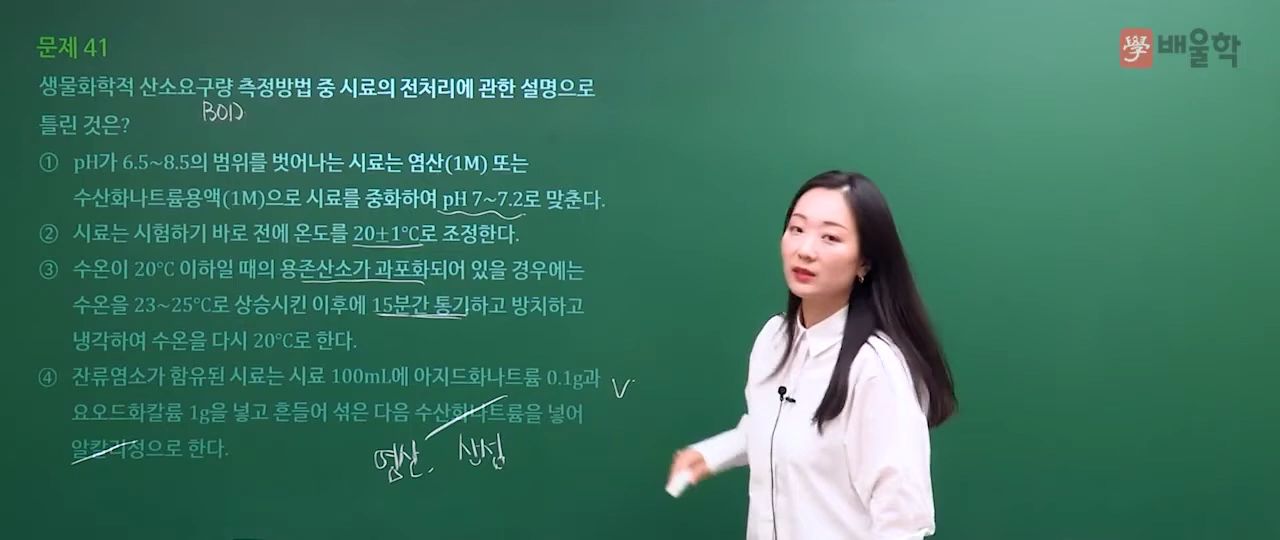 문제 41
學 배울학
생물화학적 산소요구량 측정방법 중 시료의 전처리에 관한 설명으로
BOD
틀린 것은?
① pH가 6.5~8.5의 범위를 벗어나는 시료는 염산(1M) 또는
수산화나트륨용액(1M)으로 시료를 중화하여 pH 7~7.2로 맞춘다.
② 시료는 시험하기 바로 전에 온도를 20±1℃로 조정한다.
③ 수온이 20℃ 이하일 때의 용존산소가 과포화되어 있을 경우에는
수온을 23~25℃로 상승시킨 이후에 15분간 통기하고 방치하고
냉각하여 수온을 다시 20℃로 한다.
④ 잔류염소가 함유된 시료는 시료 100mL에 아지드화나트륨 0.1g과
요오드화칼륨 1g을 넣고 흔들어 섞은 다음 수산화나트륨을 넣어
알칼리성으로 한다.
염산, 산성